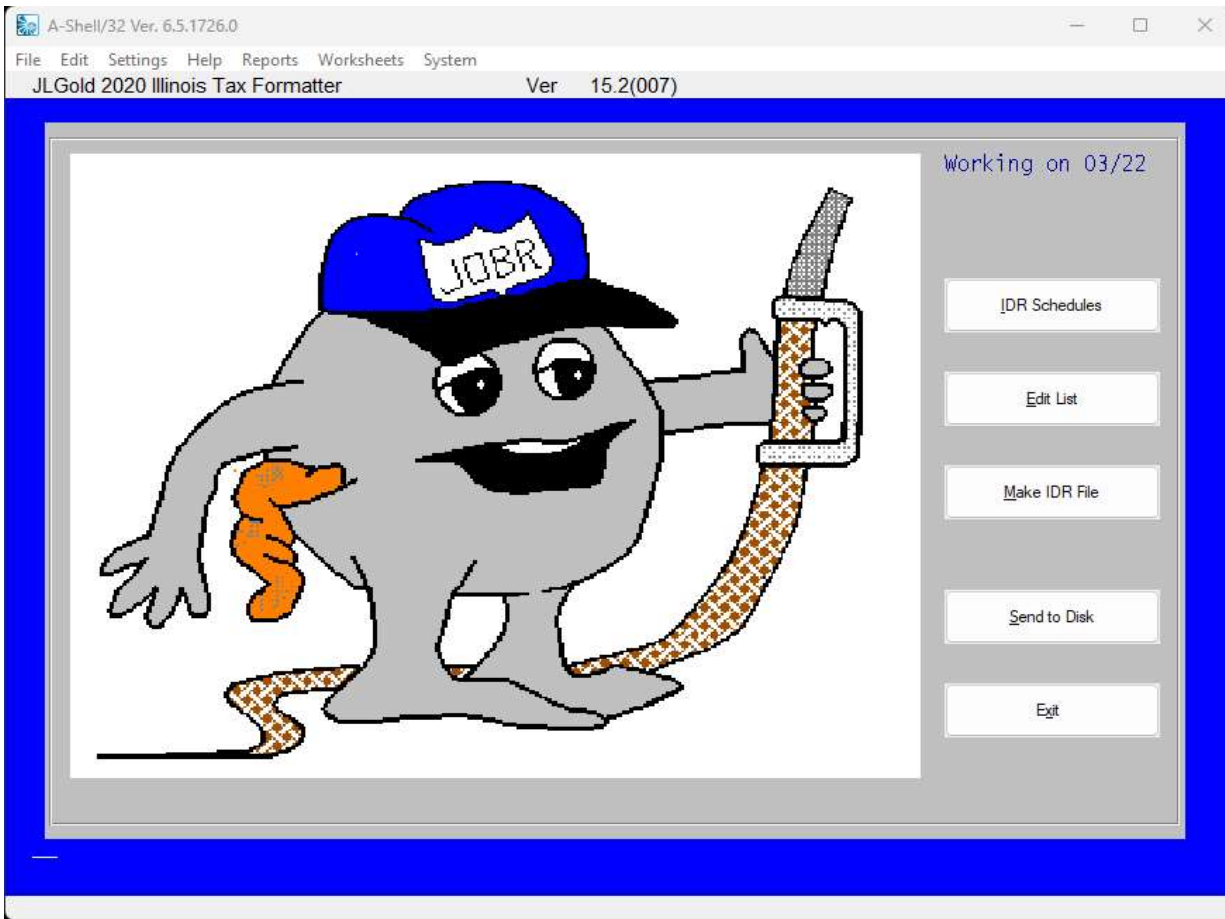 A-Shell/32 Ver. 6.5.1726.0
File Edit Settings Help Reports Worksheets System
JLGold 2020 Illinois Tax Formatter Ver 15.2(007)
Working on 03/22
JOBR
IDR Schedules
Edit List
Make IDR File
Send to Disk
Exit